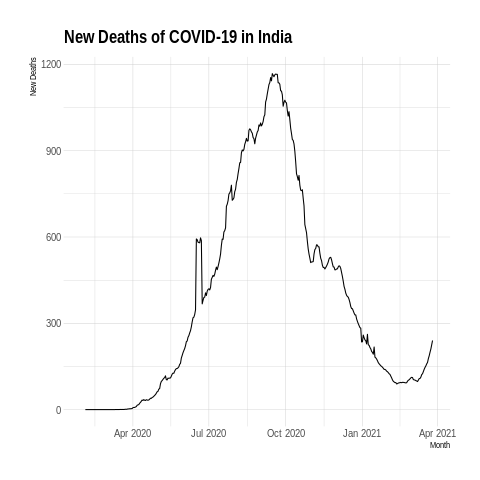 New Deaths of COVID-19 in India
New Deaths
1200
900
600
300
0
Apr 2020 Jul 2020 Oct 2020 Jan 2021 Apr 2021
Month